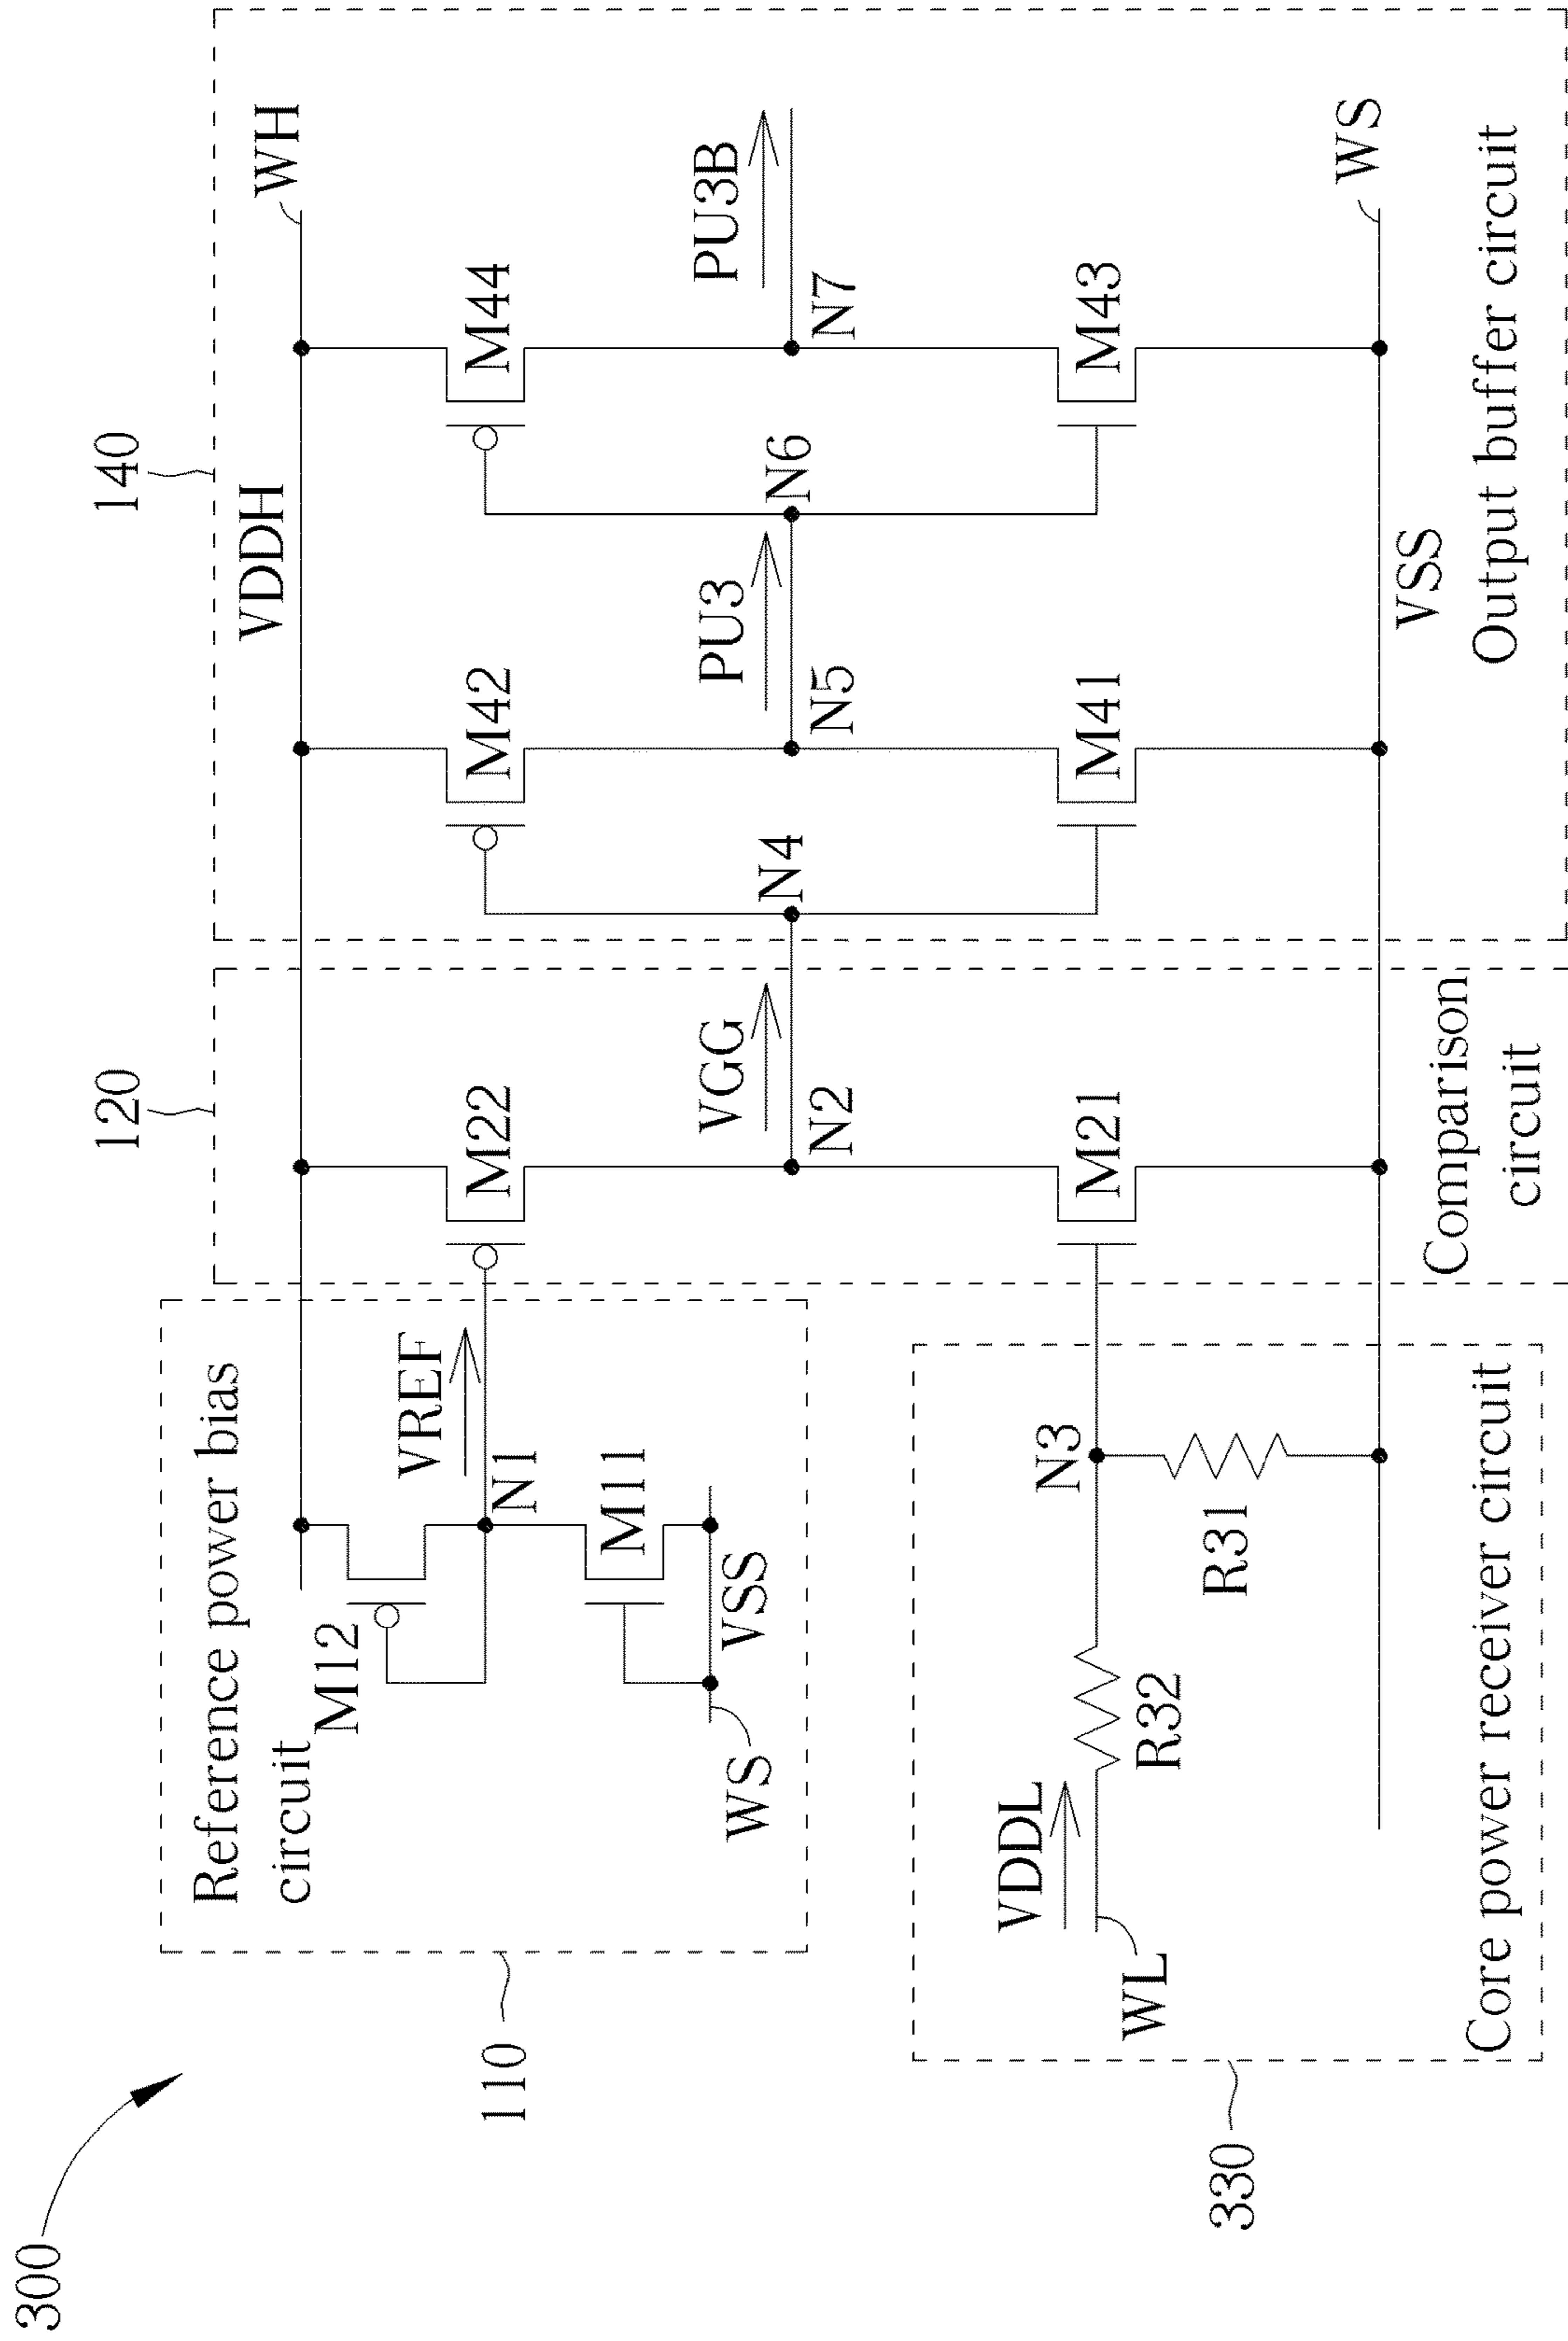 300
110
Reference power bias
circuit
M12
VREF
N1
M11
VSS
WS
120
M22
VGG
N2
M21
Comparison
circuit
140
VDDH
WH
M42
M44
N4
PU3
N5
N6
PU3B
N7
M41
M43
VSS
WS
Output buffer circuit
330
VDDL
WL
R32
N3
R31
Core power receiver circuit